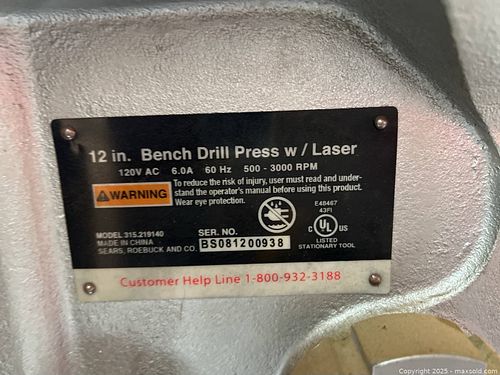 12 in. Bench Drill Press w / Laser
120V AC 6.0A 60 Hz 500 - 3000 RPM
WARNING
To reduce the risk of injury, user must read and under-
stand the operator's manual before using this product.
Wear eye protection.
MODEL 315.219140
MADE IN CHINA
SEARS, ROEBUCK AND CO.
SER. NO.
BS081200938
E48467
43FI
C UL US
LISTED
STATIONARY TOOL
Customer Help Line 1-800-932-3188
Copyright 2025 - maxsold.com